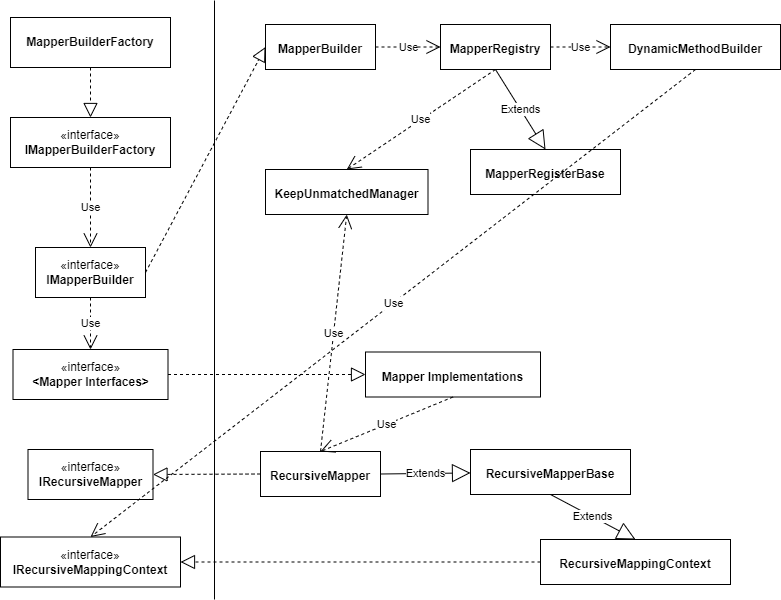 MapperBuilderFactory
MapperBuilder
Use
MapperRegistry
Use
DynamicMethodBuilder
Extends
Use
«interface»
IMapperBuilderFactory
MapperRegisterBase
KeepUnmatchedManager
Use
«interface»
IMapperBuilder
Use
Use
Use
«interface»
<Mapper Interfaces>
Mapper Implementations
Use
«interface»
IRecursiveMapper
RecursiveMapper
Extends
RecursiveMapperBase
Extends
«interface»
IRecursiveMappingContext
RecursiveMappingContext